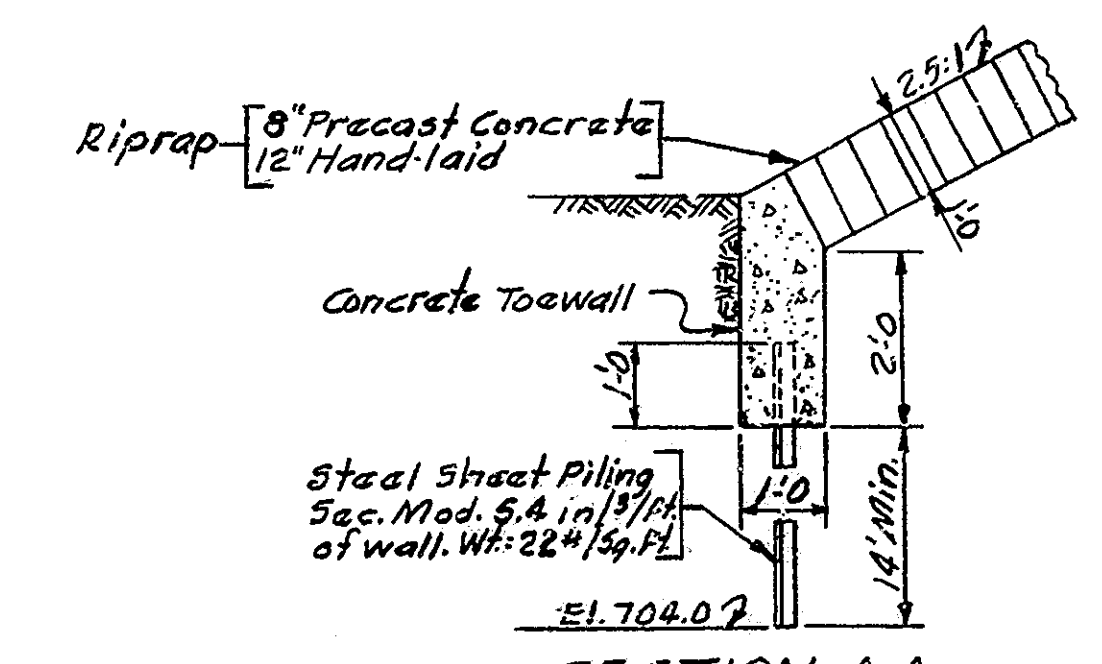 2.5:1
Riprap
8" Precast Concrete
12" Hand-laid
1'-0
Concrete Toewall
1'-0
2'-0
Steel Sheet Piling
Sec. Mod. 5.4 in/3/ft.
of wall. Wt.: 22#/Sq.Ft.
1'-0
14' Min.
El. 704.0